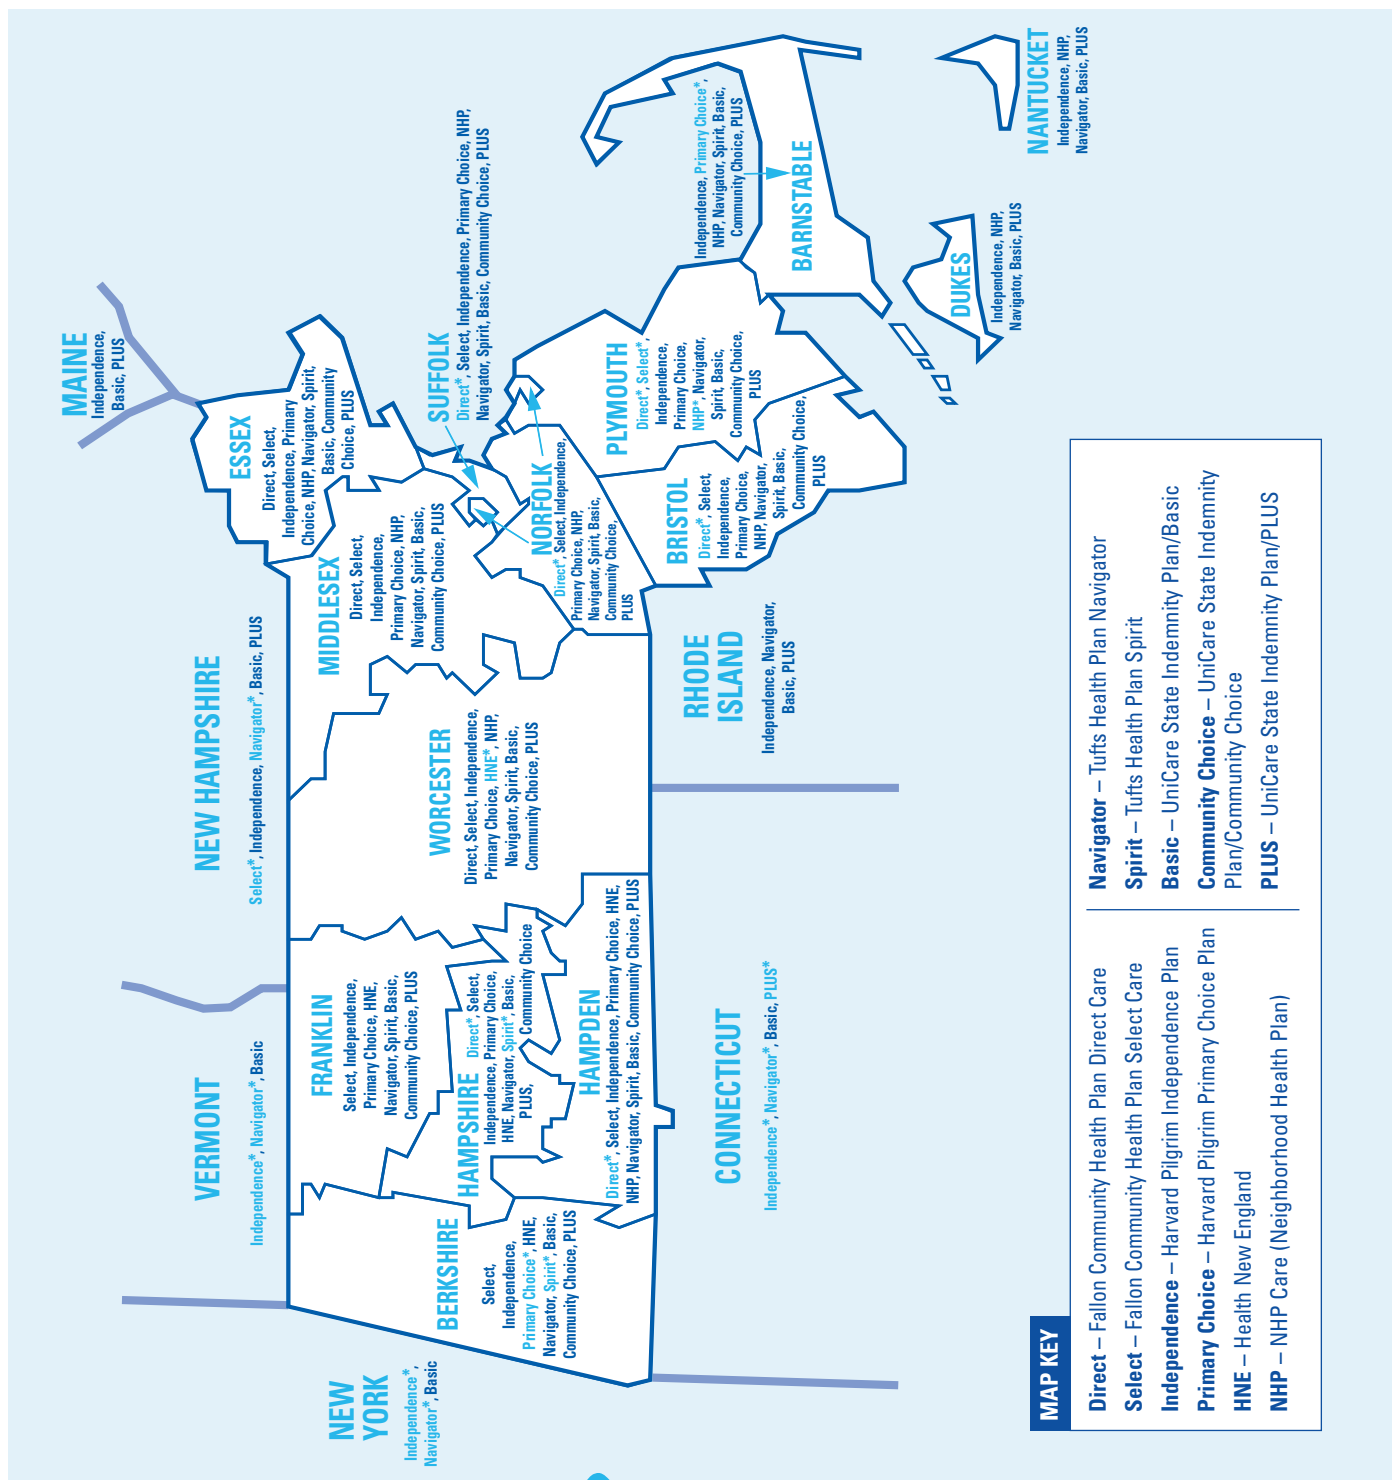 MAINE
Independence,
Basic, PLUS
NEW HAMPSHIRE
Select*, Independence, Navigator*, Basic, PLUS
VERMONT
Independence*, Navigator*, Basic
NEW
YORK
Independence*,
Navigator*, Basic
BERKSHIRE
Select,
Independence,
Primary Choice*, HNE,
Navigator, Spirit*, Basic,
Community Choice, PLUS
FRANKLIN
Select, Independence,
Primary Choice, HNE,
Navigator, Spirit, Basic,
Community Choice, PLUS
HAMPSHIRE Direct*, Select,
Independence, Primary Choice,
HNE, Navigator, Spirit*, Basic,
PLUS, Community Choice
HAMPDEN
Direct*, Select, Independence, Primary Choice, HNE,
NHP, Navigator, Spirit, Basic, Community Choice, PLUS
WORCESTER
Direct, Select, Independence,
Primary Choice, HNE*, NHP,
Navigator, Spirit, Basic,
Community Choice, PLUS
MIDDLESEX
Direct, Select,
Independence,
Primary Choice, NHP,
Navigator, Spirit, Basic,
Community Choice, PLUS
ESSEX
Direct, Select,
Independence, Primary
Choice, NHP, Navigator, Spirit,
Basic, Community
Choice, PLUS
SUFFOLK
Direct*, Select, Independence, Primary Choice, NHP,
Navigator, Spirit, Basic, Community Choice, PLUS
NORFOLK
Direct*, Select, Independence,
Primary Choice, NHP,
Navigator, Spirit, Basic,
Community Choice,
PLUS
BRISTOL
Direct*, Select,
Independence,
Primary Choice,
NHP, Navigator,
Spirit, Basic,
Community Choice,
PLUS
PLYMOUTH
Direct*, Select*,
Independence,
Primary Choice,
NHP*, Navigator,
Spirit, Basic,
Community Choice,
PLUS
Independence, Primary Choice*,
NHP, Navigator, Spirit, Basic,
Community Choice, PLUS
BARNSTABLE
DUKES
Independence, NHP,
Navigator, Basic, PLUS
NANTUCKET
Independence, NHP,
Navigator, Basic, PLUS
RHODE
ISLAND
Independence, Navigator,
Basic, PLUS
CONNECTICUT
Independence*, Navigator*, Basic, PLUS*
MAP KEY
Direct – Fallon Community Health Plan Direct Care
Select – Fallon Community Health Plan Select Care
Independence – Harvard Pilgrim Independence Plan
Primary Choice – Harvard Pilgrim Primary Choice Plan
HNE – Health New England
NHP – NHP Care (Neighborhood Health Plan)
Navigator – Tufts Health Plan Navigator
Spirit – Tufts Health Plan Spirit
Basic – UniCare State Indemnity Plan/Basic
Community Choice – UniCare State Indemnity
Plan/Community Choice
PLUS – UniCare State Indemnity Plan/PLUS